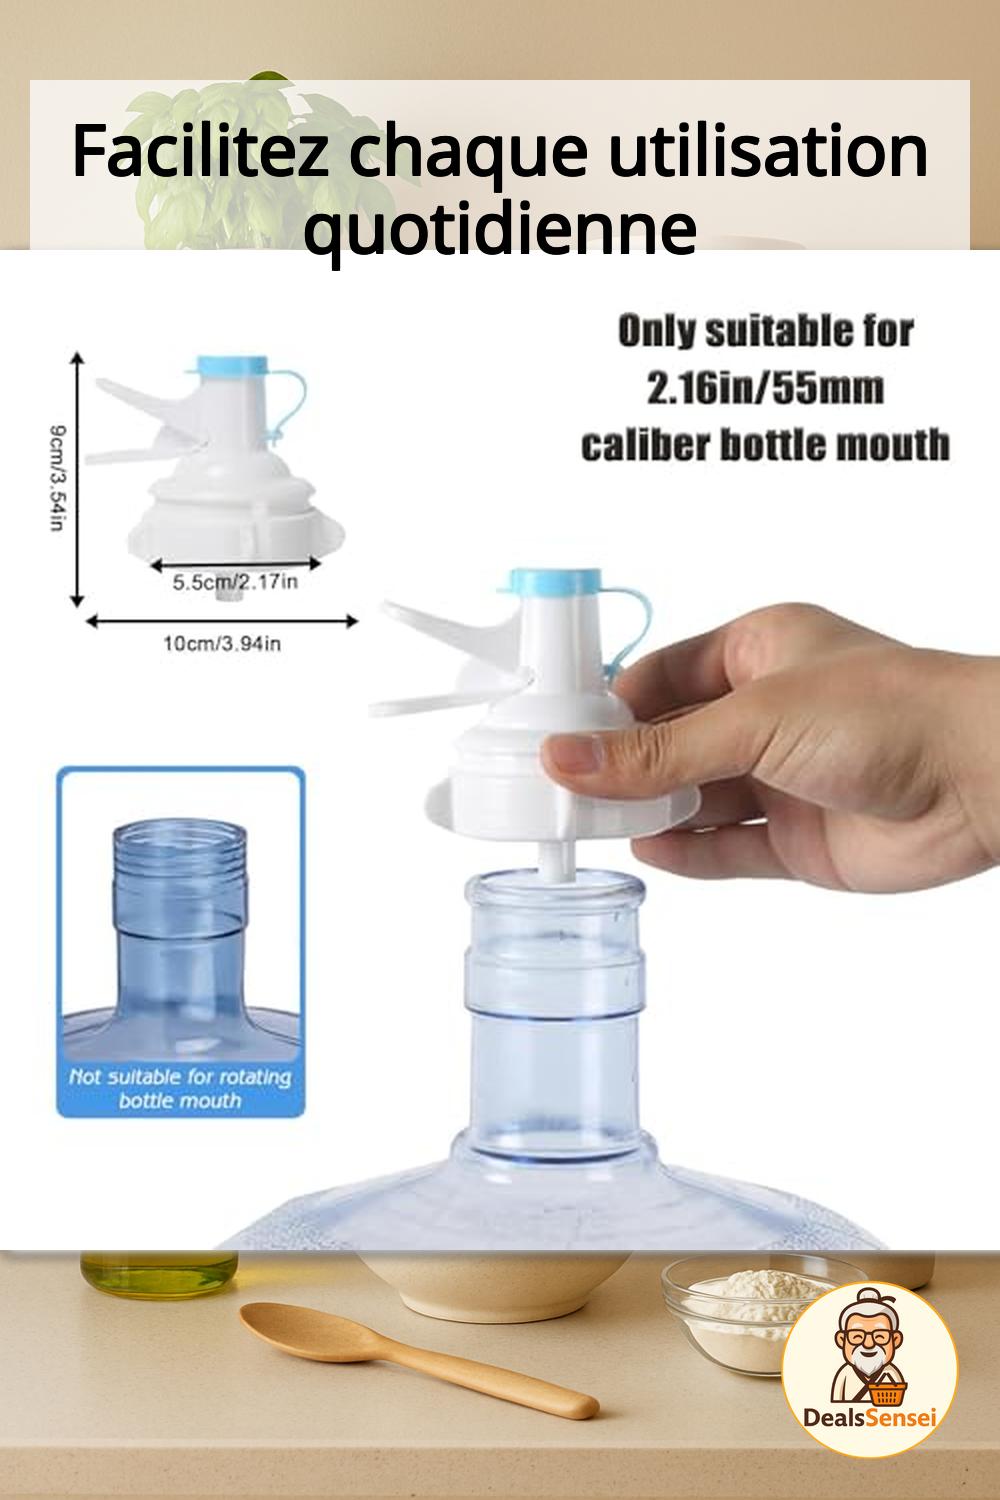 Facilitez chaque utilisation
quotidienne
Only suitable for
2.16in/55mm
caliber bottle mouth
9cm/3.54in
5.5cm/2.17in
10cm/3.94in
Not suitable for rotating
bottle mouth
DealsSensei